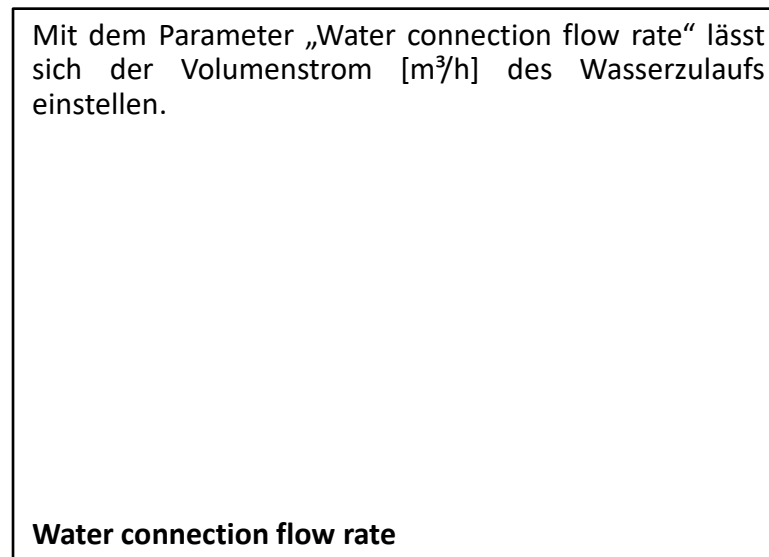 Mit dem Parameter „Water connection flow rate“ lässt
sich der Volumenstrom [m³/h] des Wasserzulaufs
einstellen.
Water connection flow rate